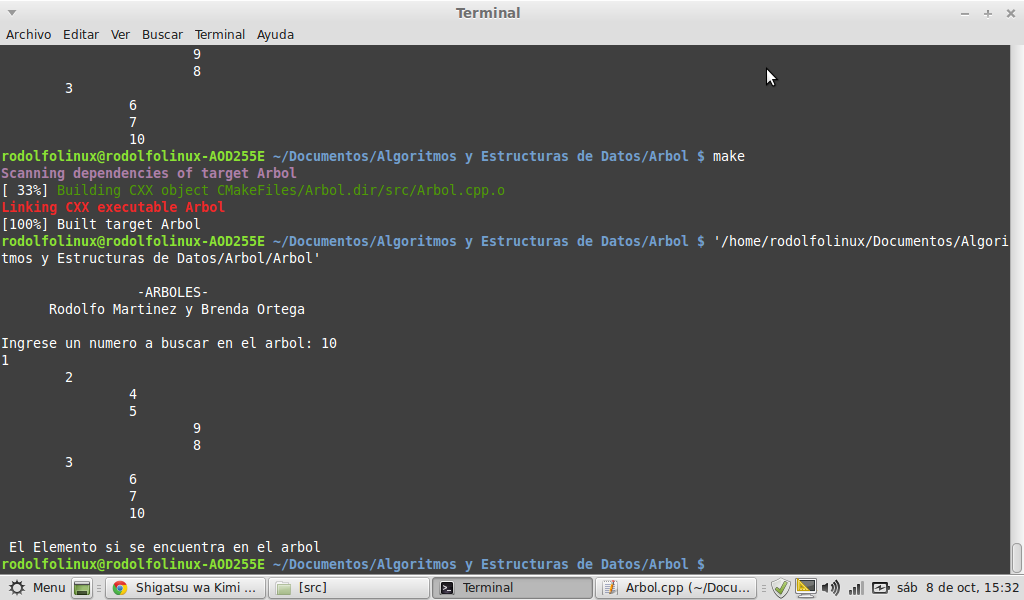 Terminal
Archivo Editar Ver Buscar Terminal Ayuda
9
8
3
6
7
10
rodolfolinux@rodolfolinux-AOD255E ~/Documentos/Algoritmos y Estructuras de Datos/Arbol $ make
Scanning dependencies of target Arbol
[ 33%] Building CXX object CMakeFiles/Arbol.dir/src/Arbol.cpp.o
Linking CXX executable Arbol
[100%] Built target Arbol
rodolfolinux@rodolfolinux-AOD255E ~/Documentos/Algoritmos y Estructuras de Datos/Arbol $ '/home/rodolfolinux/Documentos/Algori
tmos y Estructuras de Datos/Arbol/Arbol'
-ARBOLES-
Rodolfo Martinez y Brenda Ortega
Ingrese un numero a buscar en el arbol: 10
1
2
4
5
9
8
3
6
7
10
El Elemento si se encuentra en el arbol
rodolfolinux@rodolfolinux-AOD255E ~/Documentos/Algoritmos y Estructuras de Datos/Arbol $
Menu Shigatsu wa Kimi ... [src] Terminal Arbol.cpp (~/Docu... sáb 8 de oct, 15:32